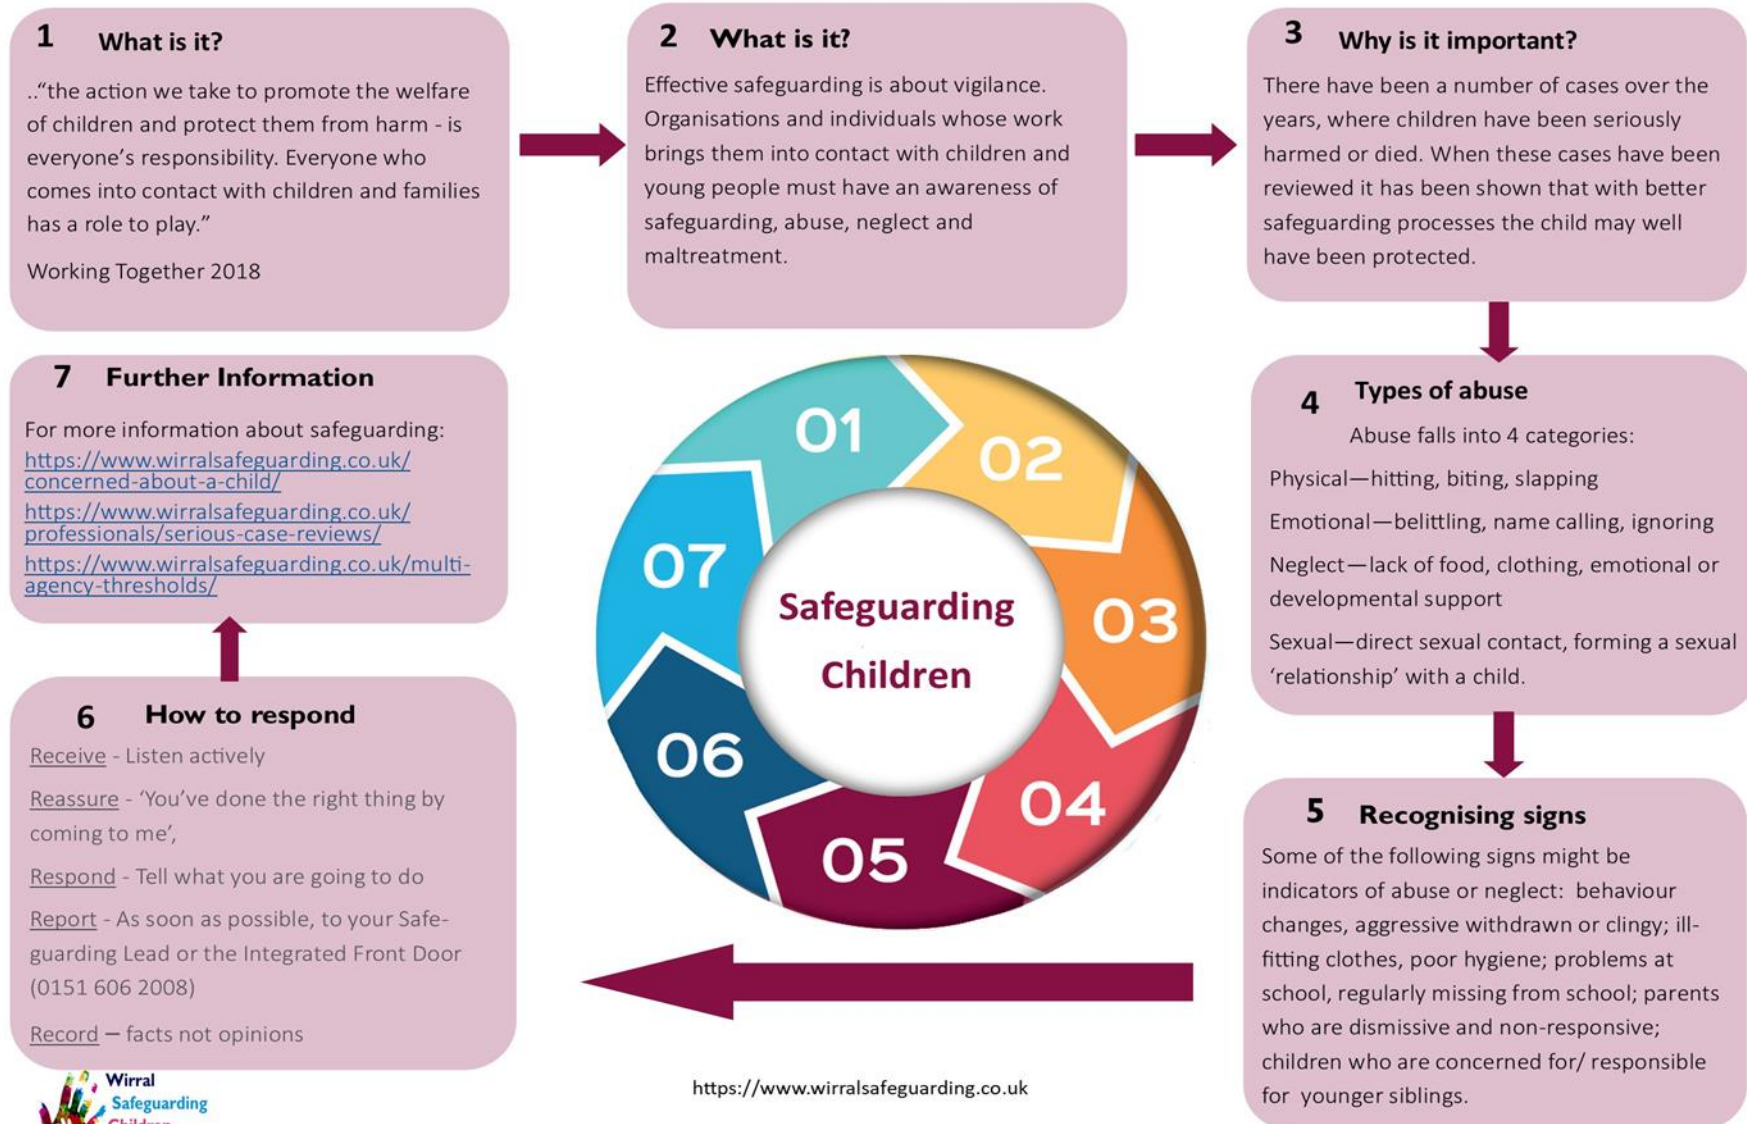 1 What is it?
..“the action we take to promote the welfare
of children and protect them from harm - is
everyone’s responsibility. Everyone who
comes into contact with children and families
has a role to play.”
Working Together 2018
2 What is it?
Effective safeguarding is about vigilance.
Organisations and individuals whose work
brings them into contact with children and
young people must have an awareness of
safeguarding, abuse, neglect and
maltreatment.
3 Why is it important?
There have been a number of cases over the
years, where children have been seriously
harmed or died. When these cases have been
reviewed it has been shown that with better
safeguarding processes the child may well
have been protected.
4 Types of abuse
Abuse falls into 4 categories:
Physical—hitting, biting, slapping
Emotional—belittling, name calling, ignoring
Neglect—lack of food, clothing, emotional or
developmental support
Sexual—direct sexual contact, forming a sexual
‘relationship’ with a child.
5 Recognising signs
Some of the following signs might be
indicators of abuse or neglect: behaviour
changes, aggressive withdrawn or clingy; ill-
fitting clothes, poor hygiene; problems at
school, regularly missing from school; parents
who are dismissive and non-responsive;
children who are concerned for/ responsible
for younger siblings.
6 How to respond
Receive - Listen actively
Reassure - ‘You’ve done the right thing by
coming to me’,
Respond - Tell what you are going to do
Report - As soon as possible, to your Safe-
guarding Lead or the Integrated Front Door
(0151 606 2008)
Record – facts not opinions
7 Further Information
For more information about safeguarding:
https://www.wirralsafeguarding.co.uk/
concerned-about-a-child/
https://www.wirralsafeguarding.co.uk/
professionals/serious-case-reviews/
https://www.wirralsafeguarding.co.uk/multi-
agency-thresholds/
01
02
03
04
05
06
07
Safeguarding
Children
Wirral
Safeguarding
Children
https://www.wirralsafeguarding.co.uk